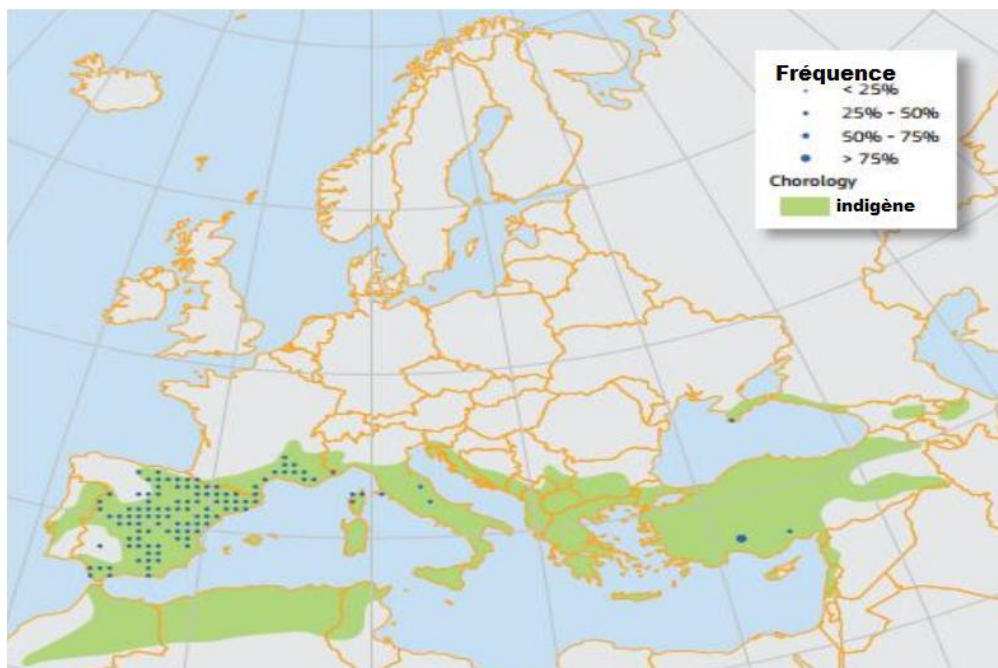 Fréquence
< 25%
25% - 50%
50% - 75%
> 75%
Chorology
indigène